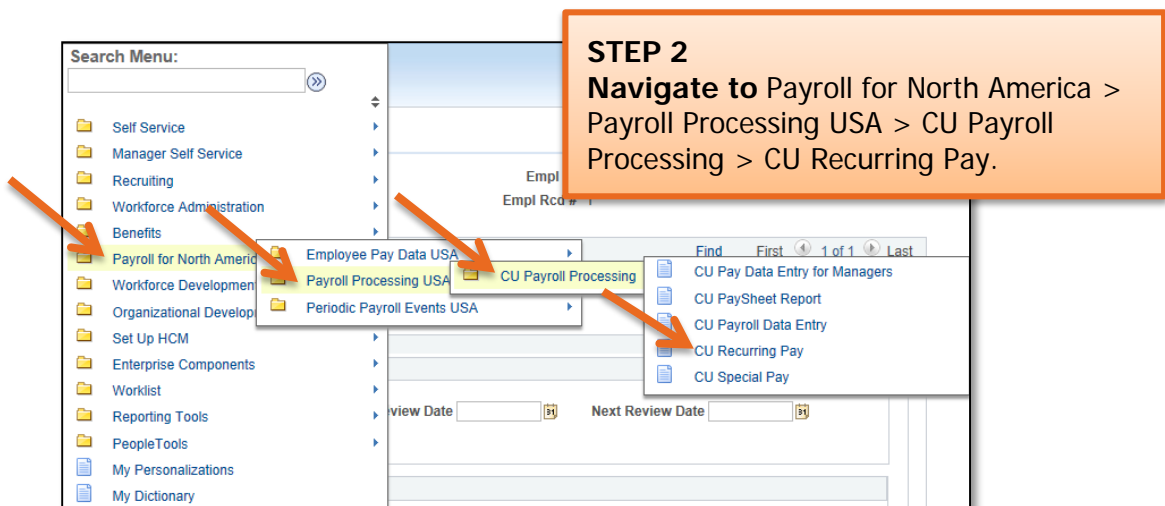 STEP 2
Navigate to Payroll for North America >
Payroll Processing USA > CU Payroll
Processing > CU Recurring Pay.
Search Menu:
Self Service
Manager Self Service
Recruiting
Workforce Administration
Benefits
Payroll for North Americ
Workforce Developmen
Organizational Develop
Set Up HCM
Enterprise Components
Worklist
Reporting Tools
PeopleTools
My Personalizations
My Dictionary
Employee Pay Data USA
Payroll Processing USA
Periodic Payroll Events USA
CU Payroll Processing
CU Pay Data Entry for Managers
CU PaySheet Report
CU Payroll Data Entry
CU Recurring Pay
CU Special Pay
Empl
Empl Rcd # 1
Find First 1 of 1 Last
view Date 31 Next Review Date 31